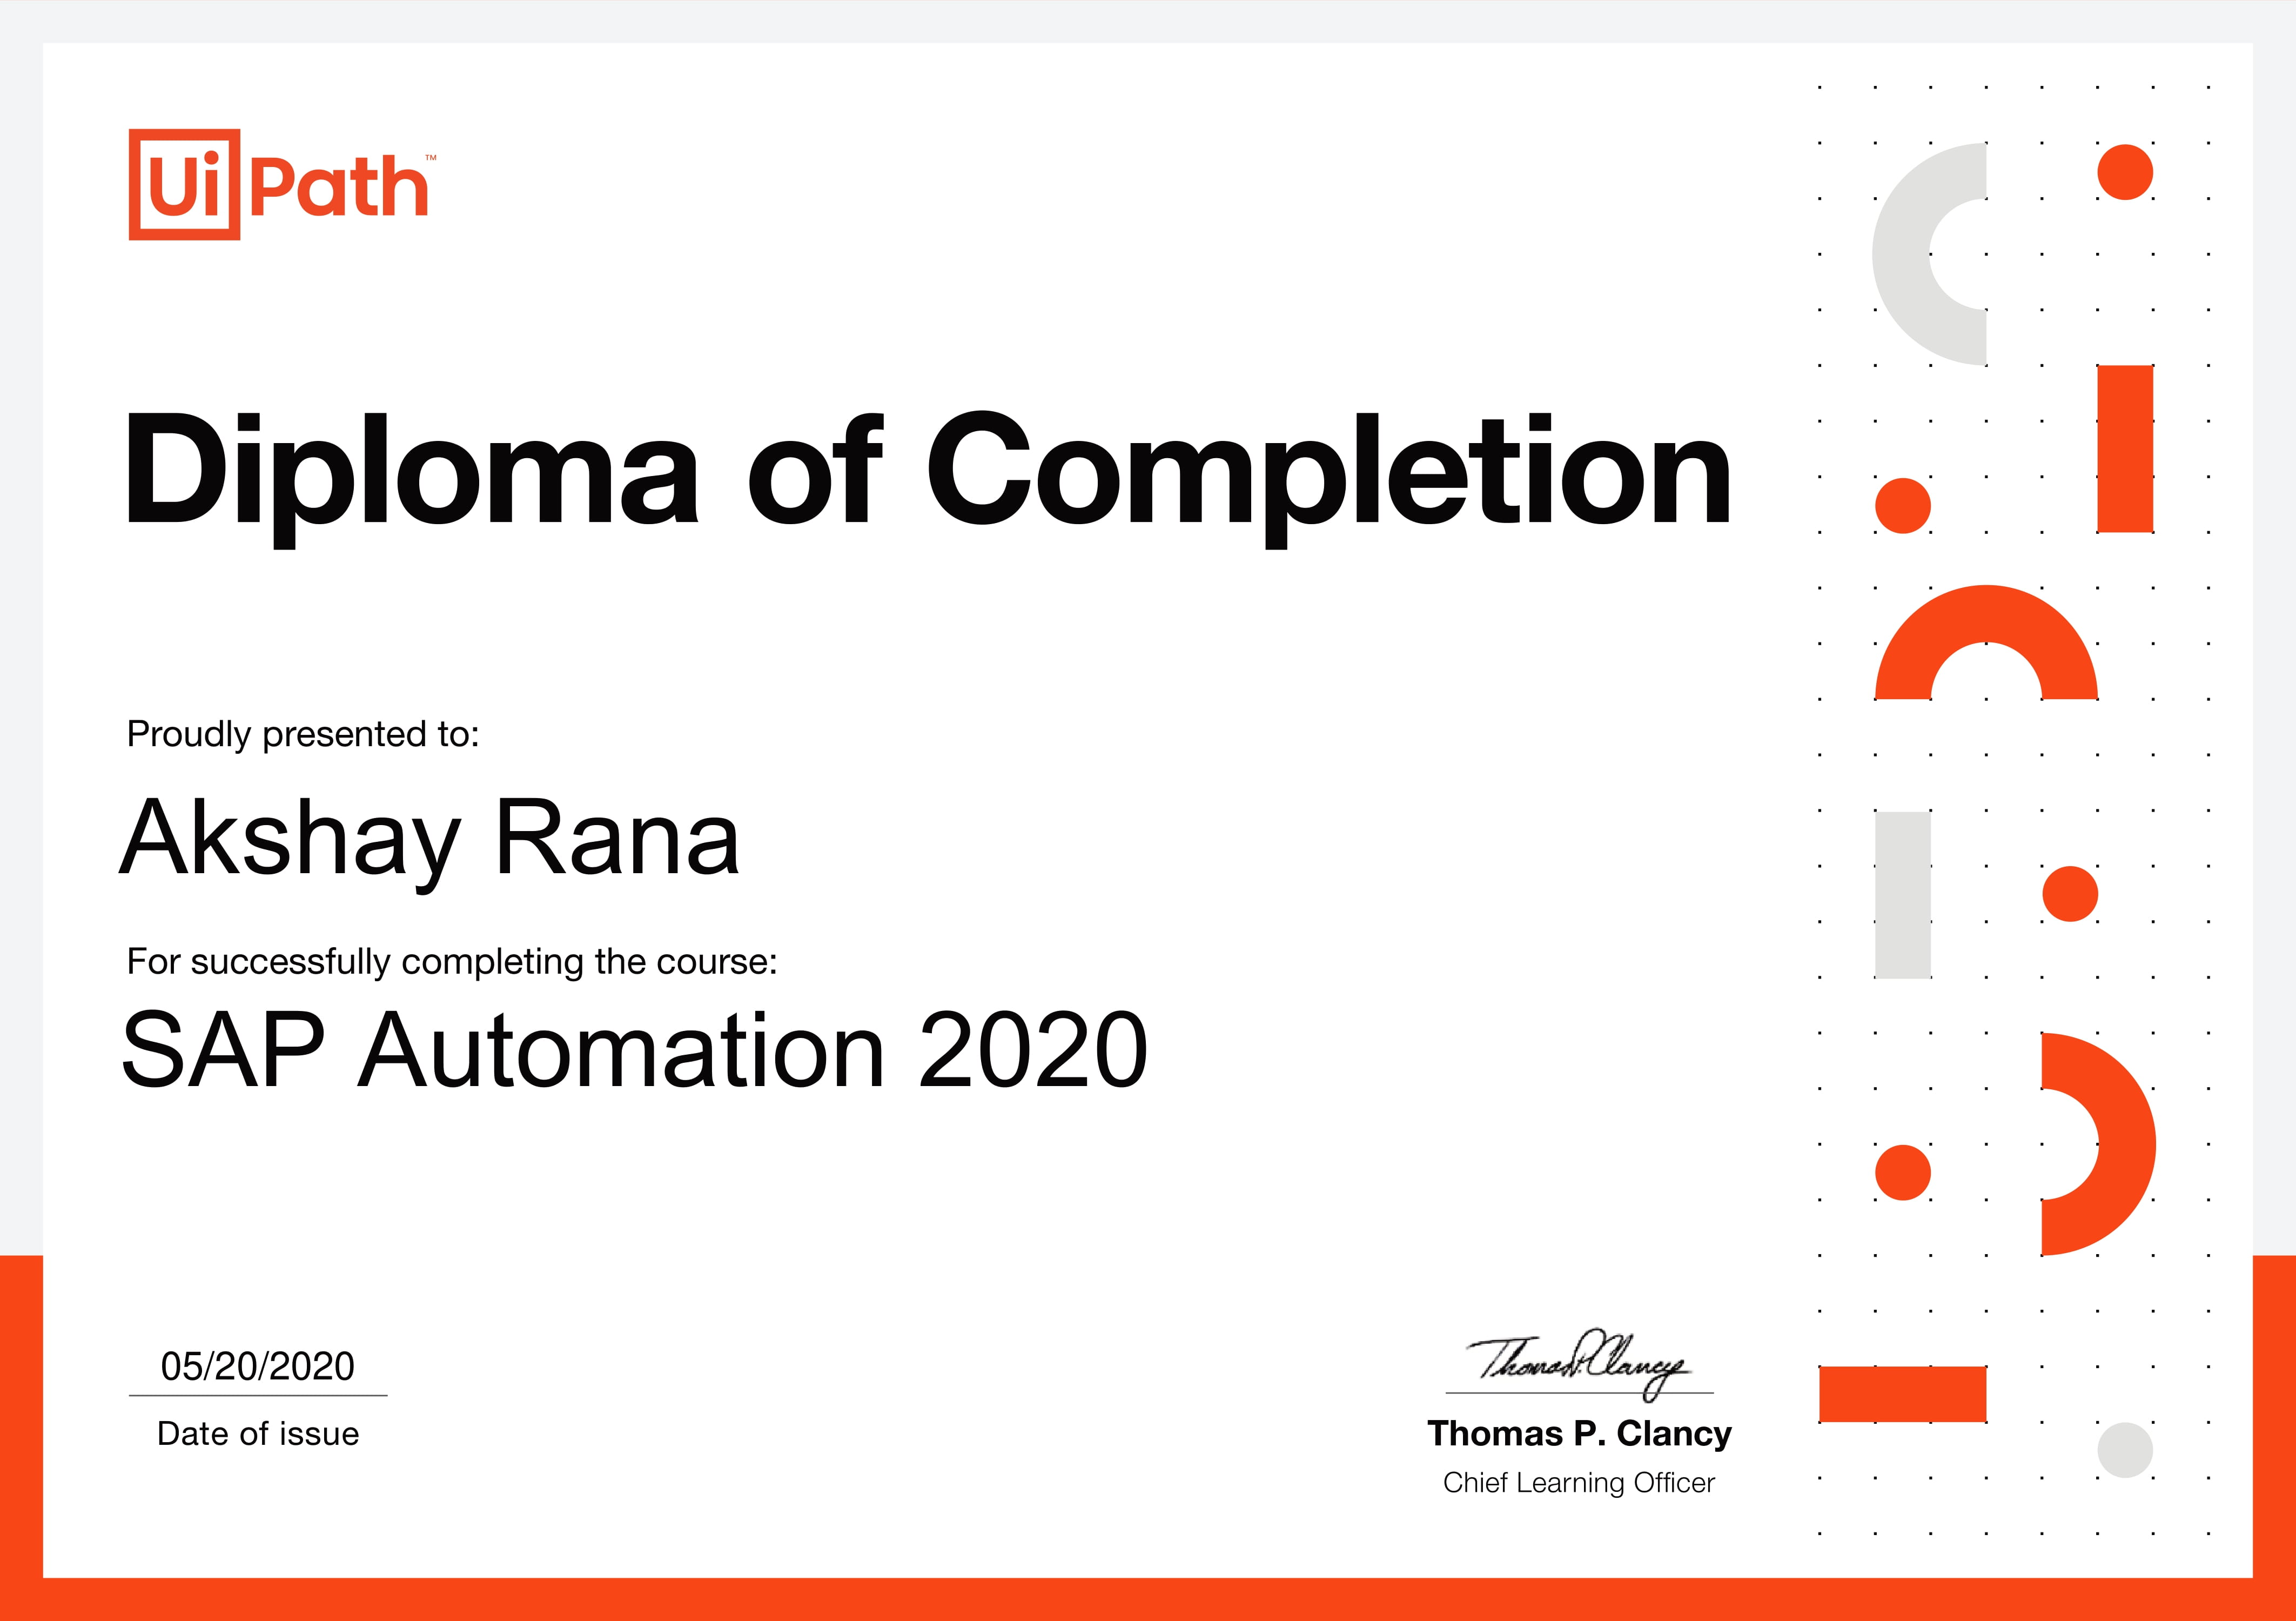 UiPath™
Diploma of Completion
Proudly presented to:
Akshay Rana
For successfully completing the course:
SAP Automation 2020
05/20/2020
Date of issue
Thomas P. Clancy
Thomas P. Clancy
Chief Learning Officer